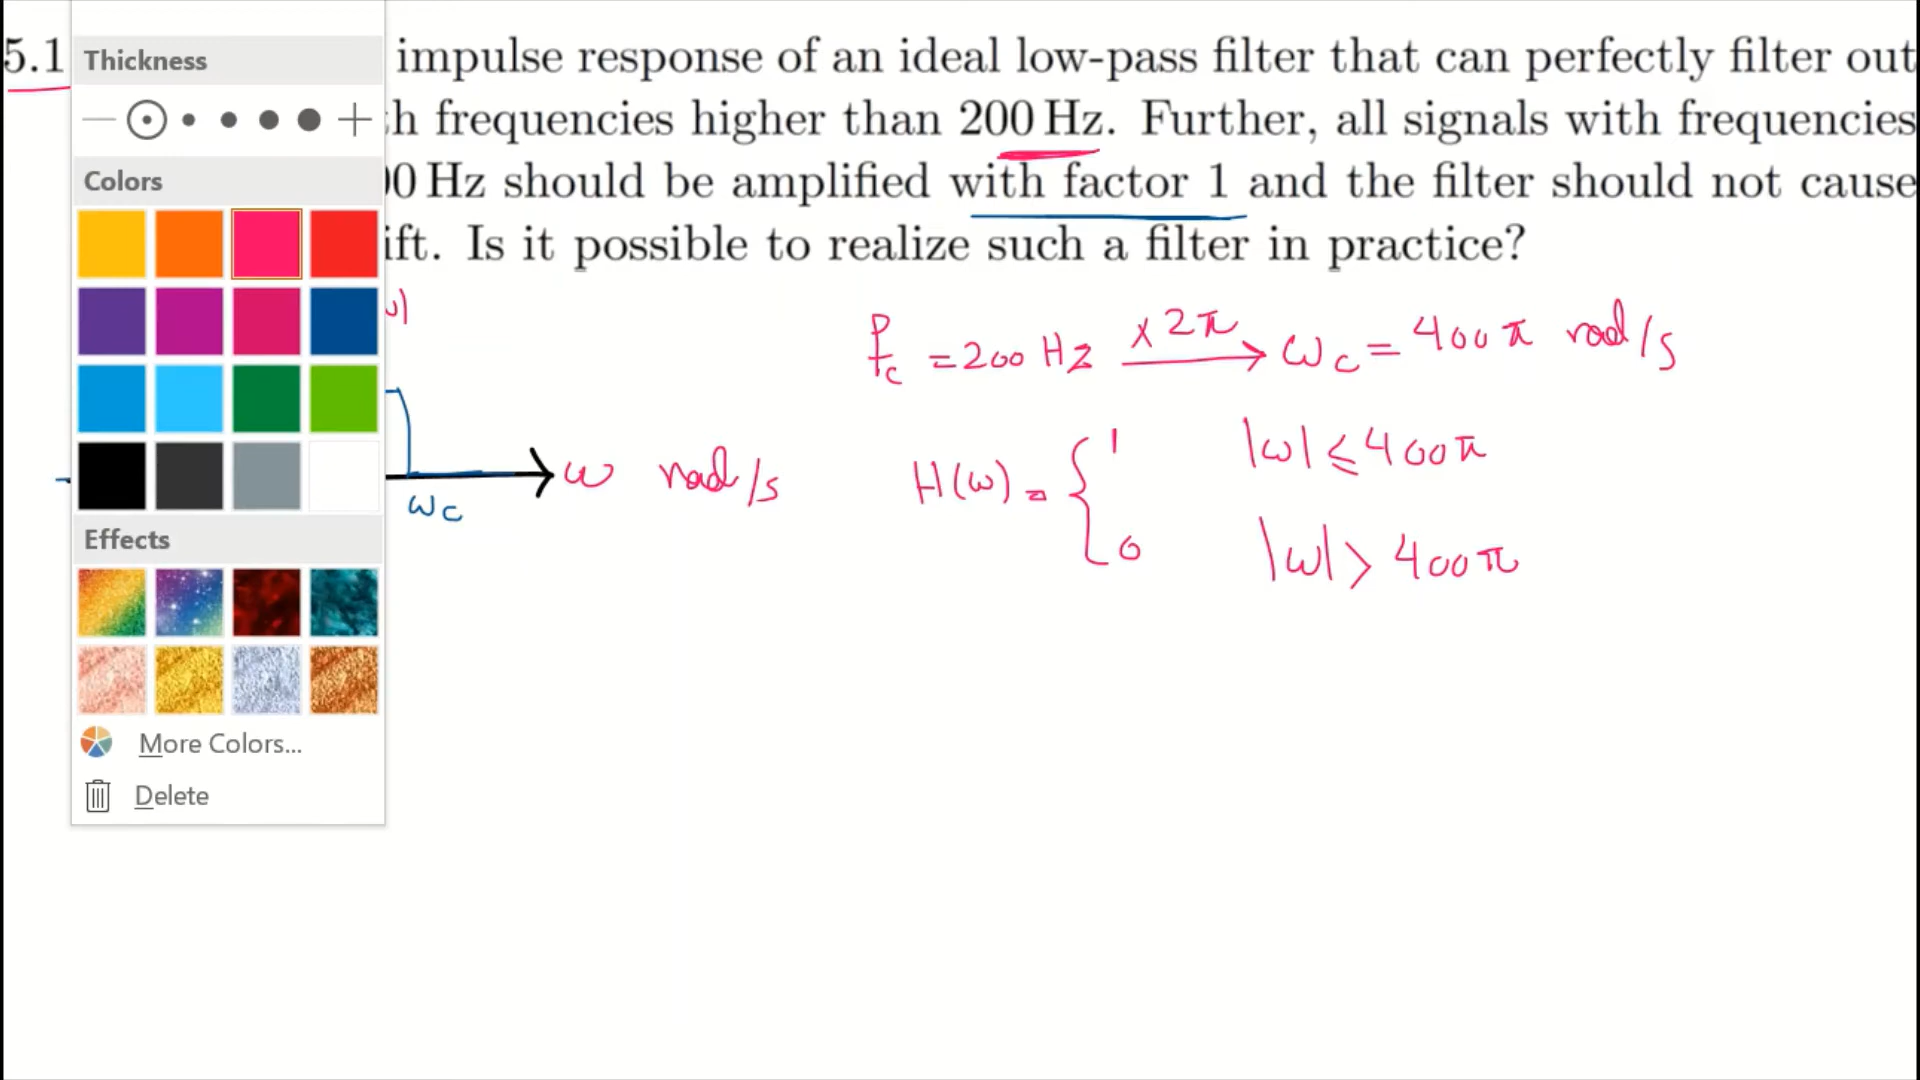 5.1 impulse response of an ideal low-pass filter that can perfectly filter out
h frequencies higher than 200 Hz. Further, all signals with frequencies
00 Hz should be amplified with factor 1 and the filter should not cause
ift. Is it possible to realize such a filter in practice?
Thickness
Colors
Effects
More Colors...
Delete
ω)
ω rad/s
ωc
fc = 200 Hz ×2π → ωc = 400π rad/s
H(ω) = { 1 |ω| ≤ 400π
0 |ω| > 400π